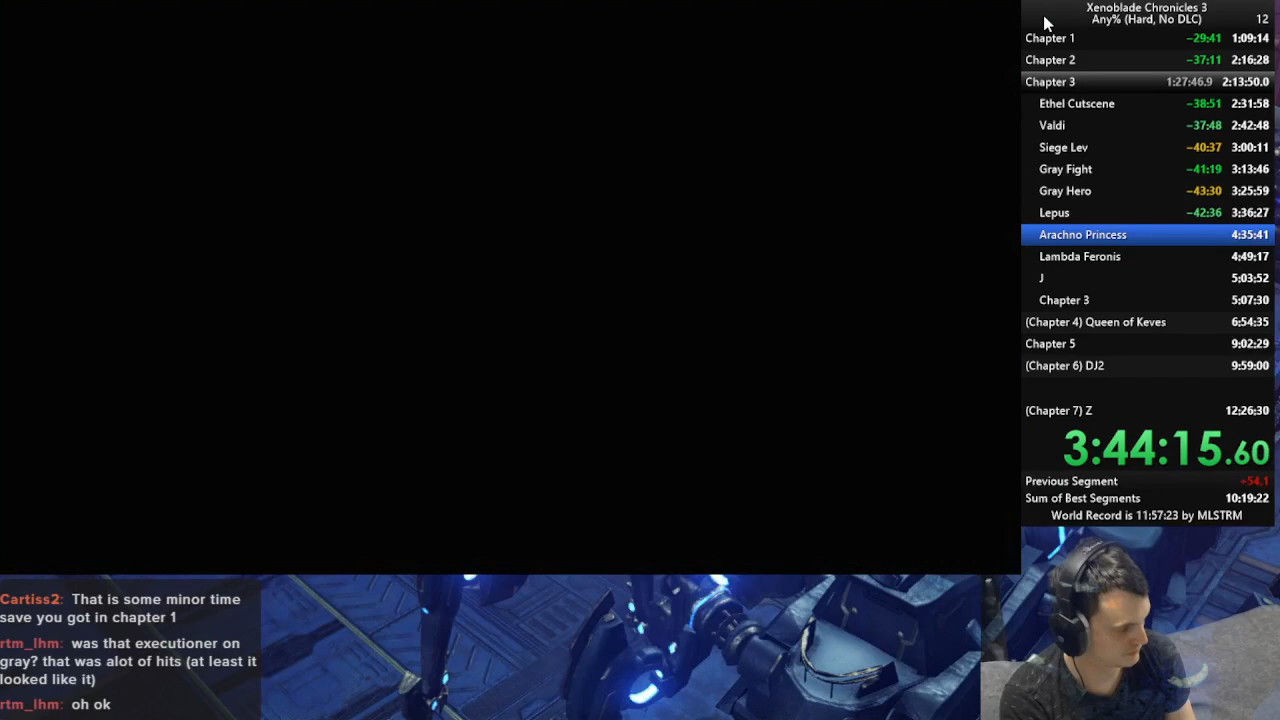 Xenoblade Chronicles 3
Any% (Hard, No DLC) 12
Chapter 1 −29:41 1:09:14
Chapter 2 −37:11 2:16:28
Chapter 3 1:27:46.9 2:13:50.0
Ethel Cutscene −38:51 2:31:58
Valdi −37:48 2:42:48
Siege Lev −40:37 3:00:11
Gray Fight −41:19 3:13:46
Gray Hero −43:30 3:25:59
Lepus −42:36 3:36:27
Arachno Princess 4:35:41
Lambda Feronis 4:49:17
J 5:03:52
Chapter 3 5:07:30
(Chapter 4) Queen of Keves 6:54:35
Chapter 5 9:02:29
(Chapter 6) DJ2 9:59:00
(Chapter 7) Z 12:26:30
3:44:15.60
Previous Segment +54.1
Sum of Best Segments 10:19:22
World Record is 11:57:23 by MLSTRM
Cartiss2: That is some minor time
save you got in chapter 1
rtm_lhm: was that executioner on
gray? that was alot of hits (at least it
looked like it)
rtm_lhm: oh ok